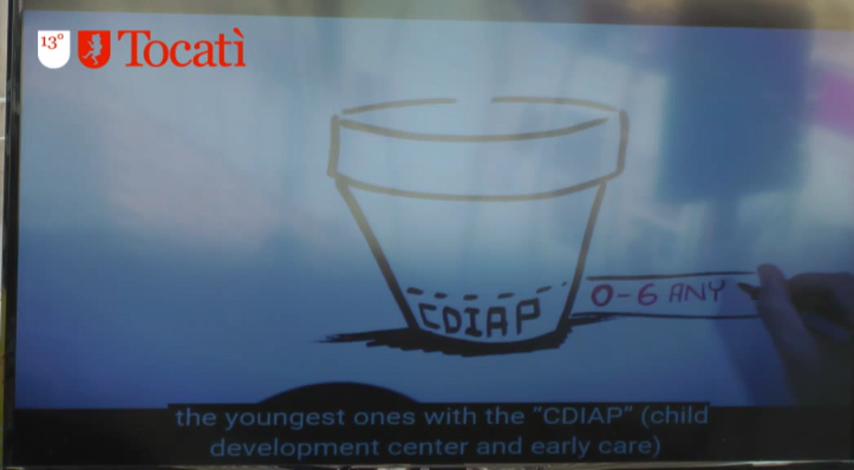 13°
Tocatì
CDIAP
0-6 ANY
the youngest ones with the "CDIAP" (child
development center and early care)